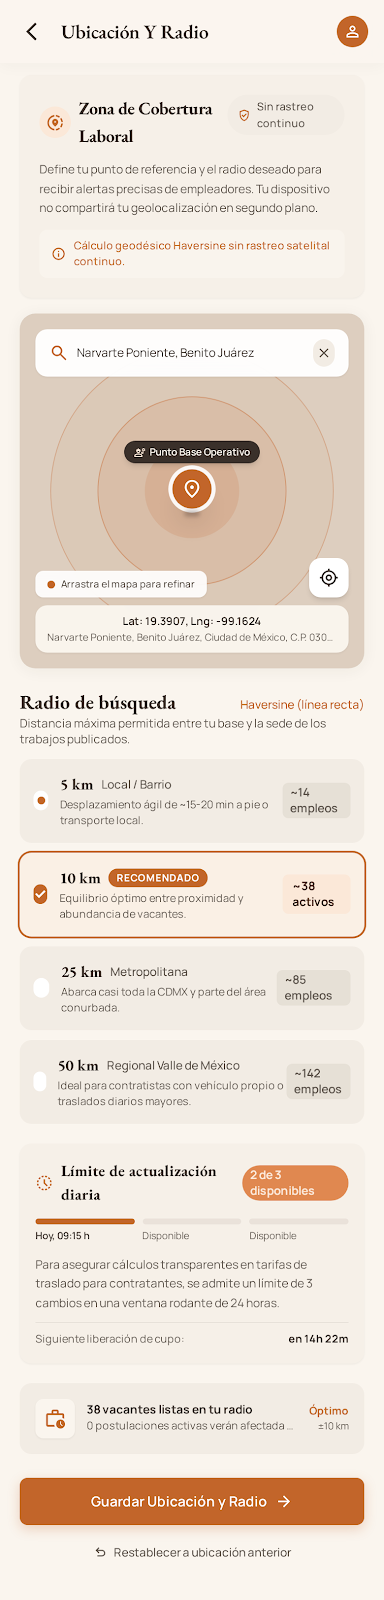 Ubicación Y Radio
Zona de Cobertura
Laboral
Sin rastreo
continuo
Define tu punto de referencia y el radio deseado para
recibir alertas precisas de empleadores. Tu dispositivo
no compartirá tu geolocalización en segundo plano.
Cálculo geodésico Haversine sin rastreo satelital
continuo.
Narvarte Poniente, Benito Juárez
Punto Base Operativo
Arrastra el mapa para refinar
Lat: 19.3907, Lng: -99.1624
Narvarte Poniente, Benito Juárez, Ciudad de México, C.P. 030...
Radio de búsqueda
Haversine (línea recta)
Distancia máxima permitida entre tu base y la sede de los
trabajos publicados.
5 km Local / Barrio
Desplazamiento ágil de ~15-20 min a pie o
transporte local.
~14
empleos
10 km RECOMENDADO
Equilibrio óptimo entre proximidad y
abundancia de vacantes.
~38
activos
25 km Metropolitana
Abarca casi toda la CDMX y parte del área
conurbada.
~85
empleos
50 km Regional Valle de México
Ideal para contratistas con vehículo propio o
traslados diarios mayores.
~142
empleos
Límite de actualización
diaria
2 de 3
disponibles
Hoy, 09:15 h
Disponible
Disponible
Para asegurar cálculos transparentes en tarifas de
traslado para contratantes, se admite un límite de 3
cambios en una ventana rodante de 24 horas.
Siguiente liberación de cupo:
en 14h 22m
38 vacantes listas en tu radio
0 postulaciones activas verán afectada ...
Óptimo
±10 km
Guardar Ubicación y Radio
Restablecer a ubicación anterior